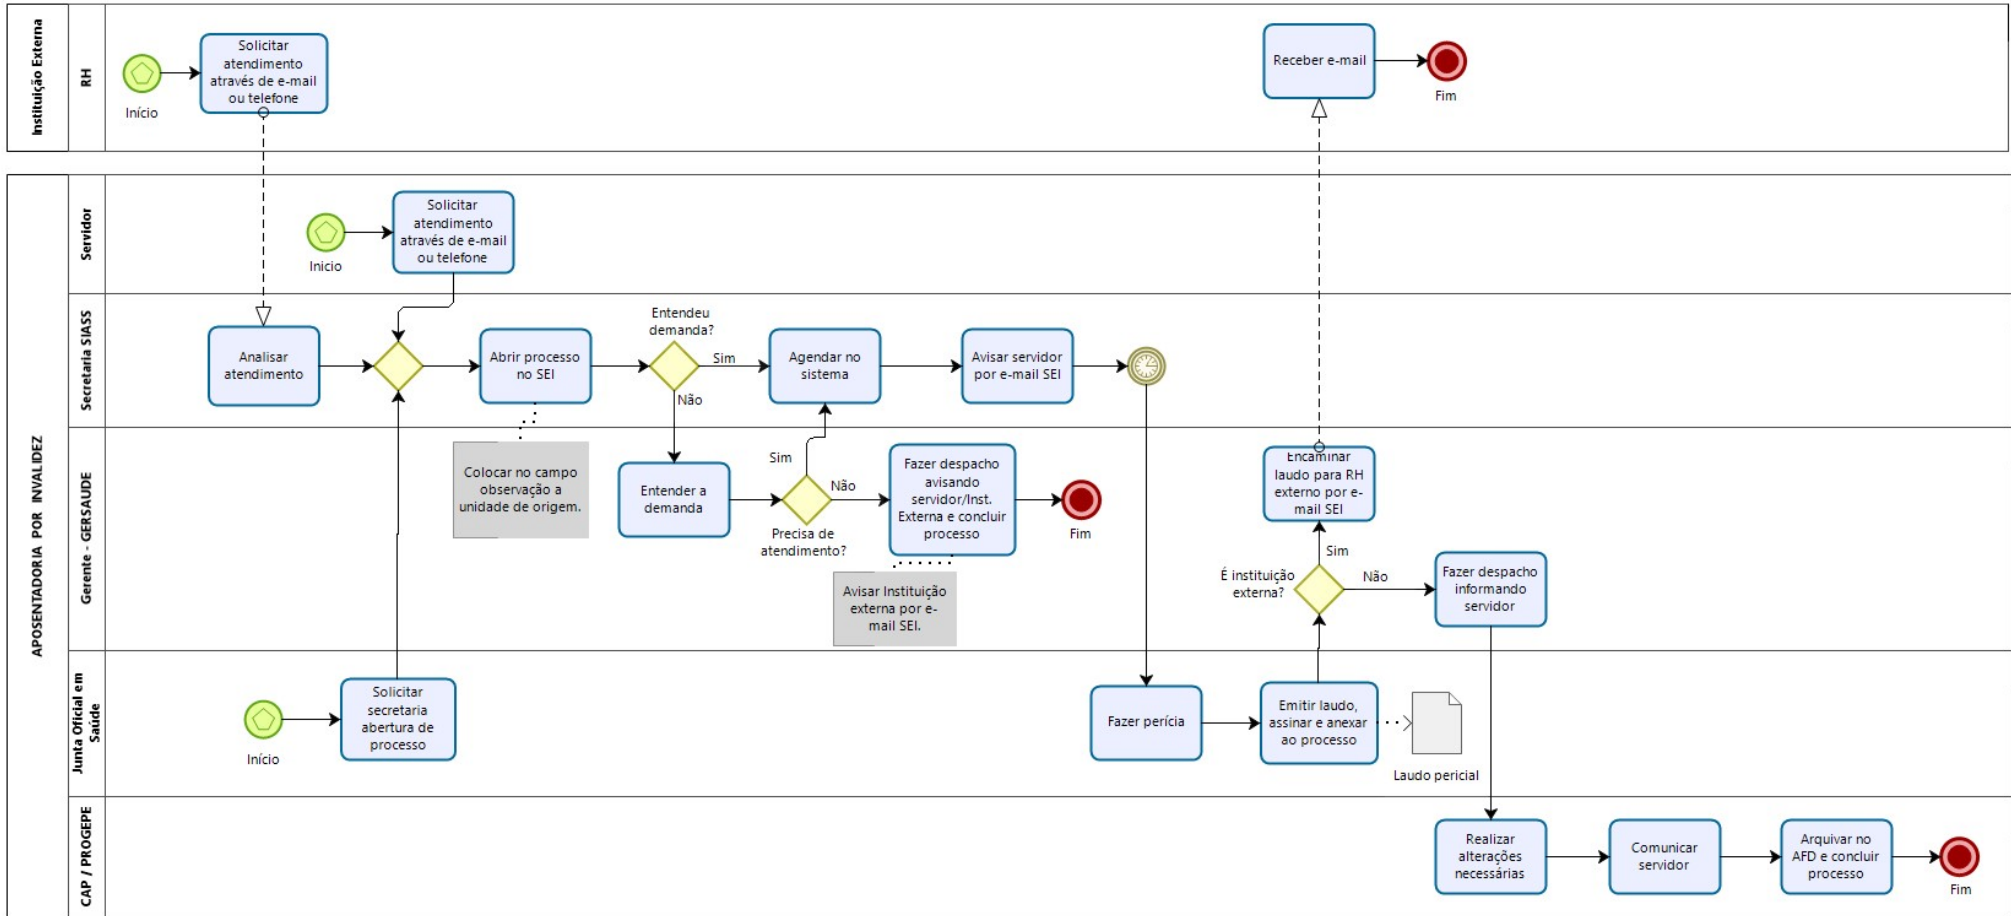 Instituição Externa
RH
Início
Solicitar
atendimento
através de e-mail
ou telefone
Receber e-mail
Fim
APOSENTADORIA POR INVALIDEZ
Servidor
Inicio
Solicitar
atendimento
através de e-mail
ou telefone
Secretaria SIASS
Analisar
atendimento
Abrir processo
no SEI
Entendeu
demanda?
Sim
Não
Agendar no
sistema
Avisar servidor
por e-mail SEI
Gerente - GERSAUDE
Colocar no campo
observação a
unidade de origem.
Entender a
demanda
Sim
Não
Precisa de
atendimento?
Fazer despacho
avisando
servidor/Inst.
Externa e concluir
processo
Fim
Avisar Instituição
externa por e-
mail SEI.
Encaminar
laudo para RH
externo por e-
mail SEI
Sim
É instituição
externa?
Não
Fazer despacho
informando
servidor
Junta Oficial em
Saúde
Início
Solicitar
secretaria
abertura de
processo
Fazer perícia
Emitir laudo,
assinar e anexar
ao processo
Laudo pericial
CAP / PROGEPE
Realizar
alterações
necessárias
Comunicar
servidor
Arquivar no
AFD e concluir
processo
Fim